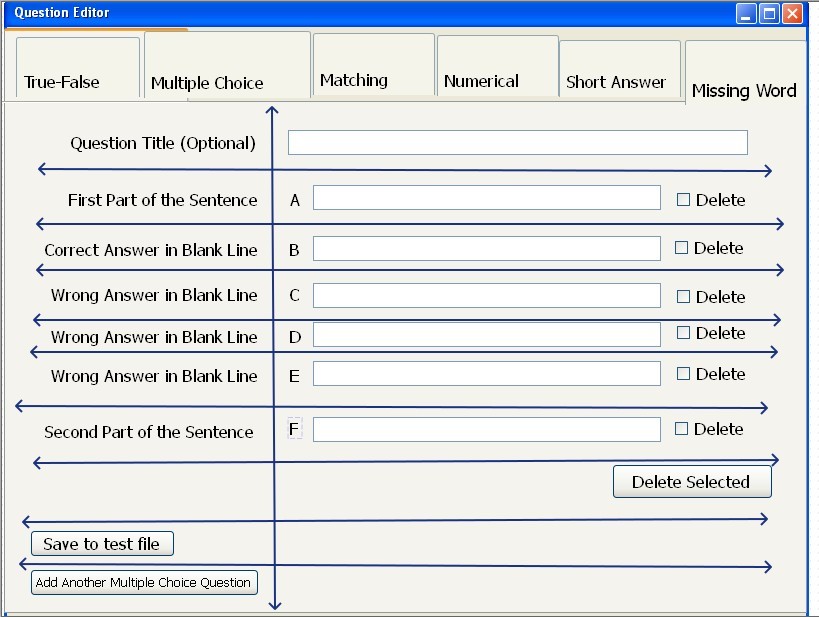 Question Editor
True-False Multiple Choice Matching Numerical Short Answer Missing Word
Question Title (Optional)
First Part of the Sentence A Delete
Correct Answer in Blank Line B Delete
Wrong Answer in Blank Line C Delete
Wrong Answer in Blank Line D Delete
Wrong Answer in Blank Line E Delete
Second Part of the Sentence F Delete
Delete Selected
Save to test file
Add Another Multiple Choice Question